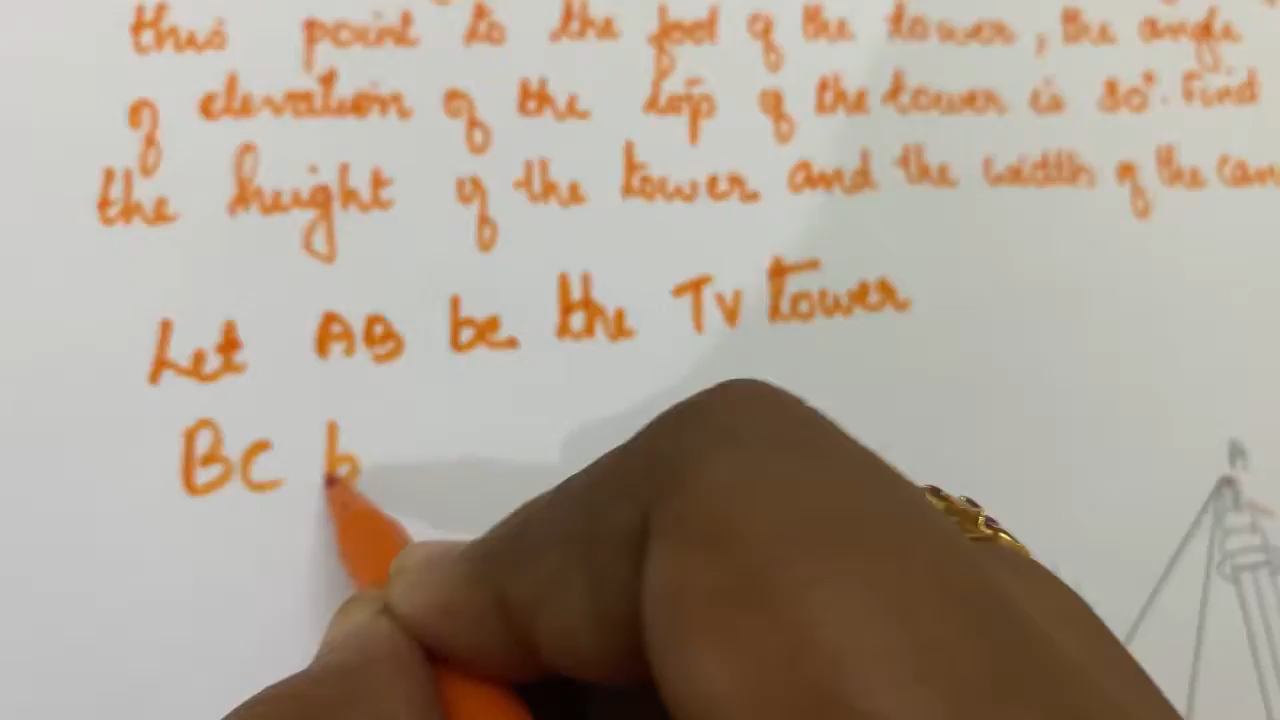 this point to the foot of the tower, the angle
of elevation of the top of the tower is 30°. Find
the height of the tower and the width of the can
Let AB be the TV tower
BC b